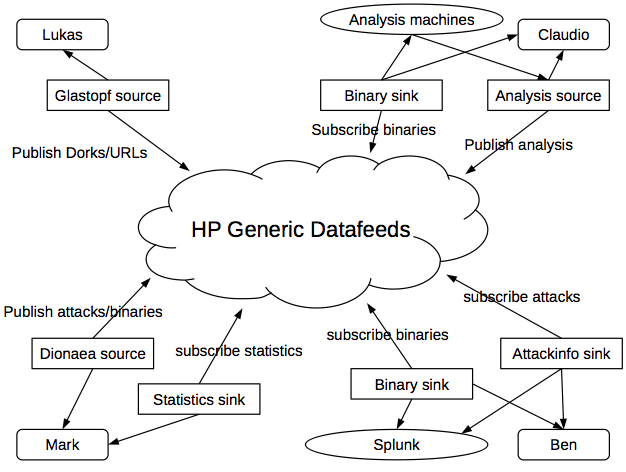 Analysis machines
Lukas
Claudio
Glastopf source
Binary sink
Analysis source
Subscribe binaries
Publish analysis
Publish Dorks/URLs
HP Generic Datafeeds
subscribe attacks
Publish attacks/binaries
subscribe binaries
Dionaea source
subscribe statistics
Attackinfo sink
Binary sink
Statistics sink
Mark
Splunk
Ben